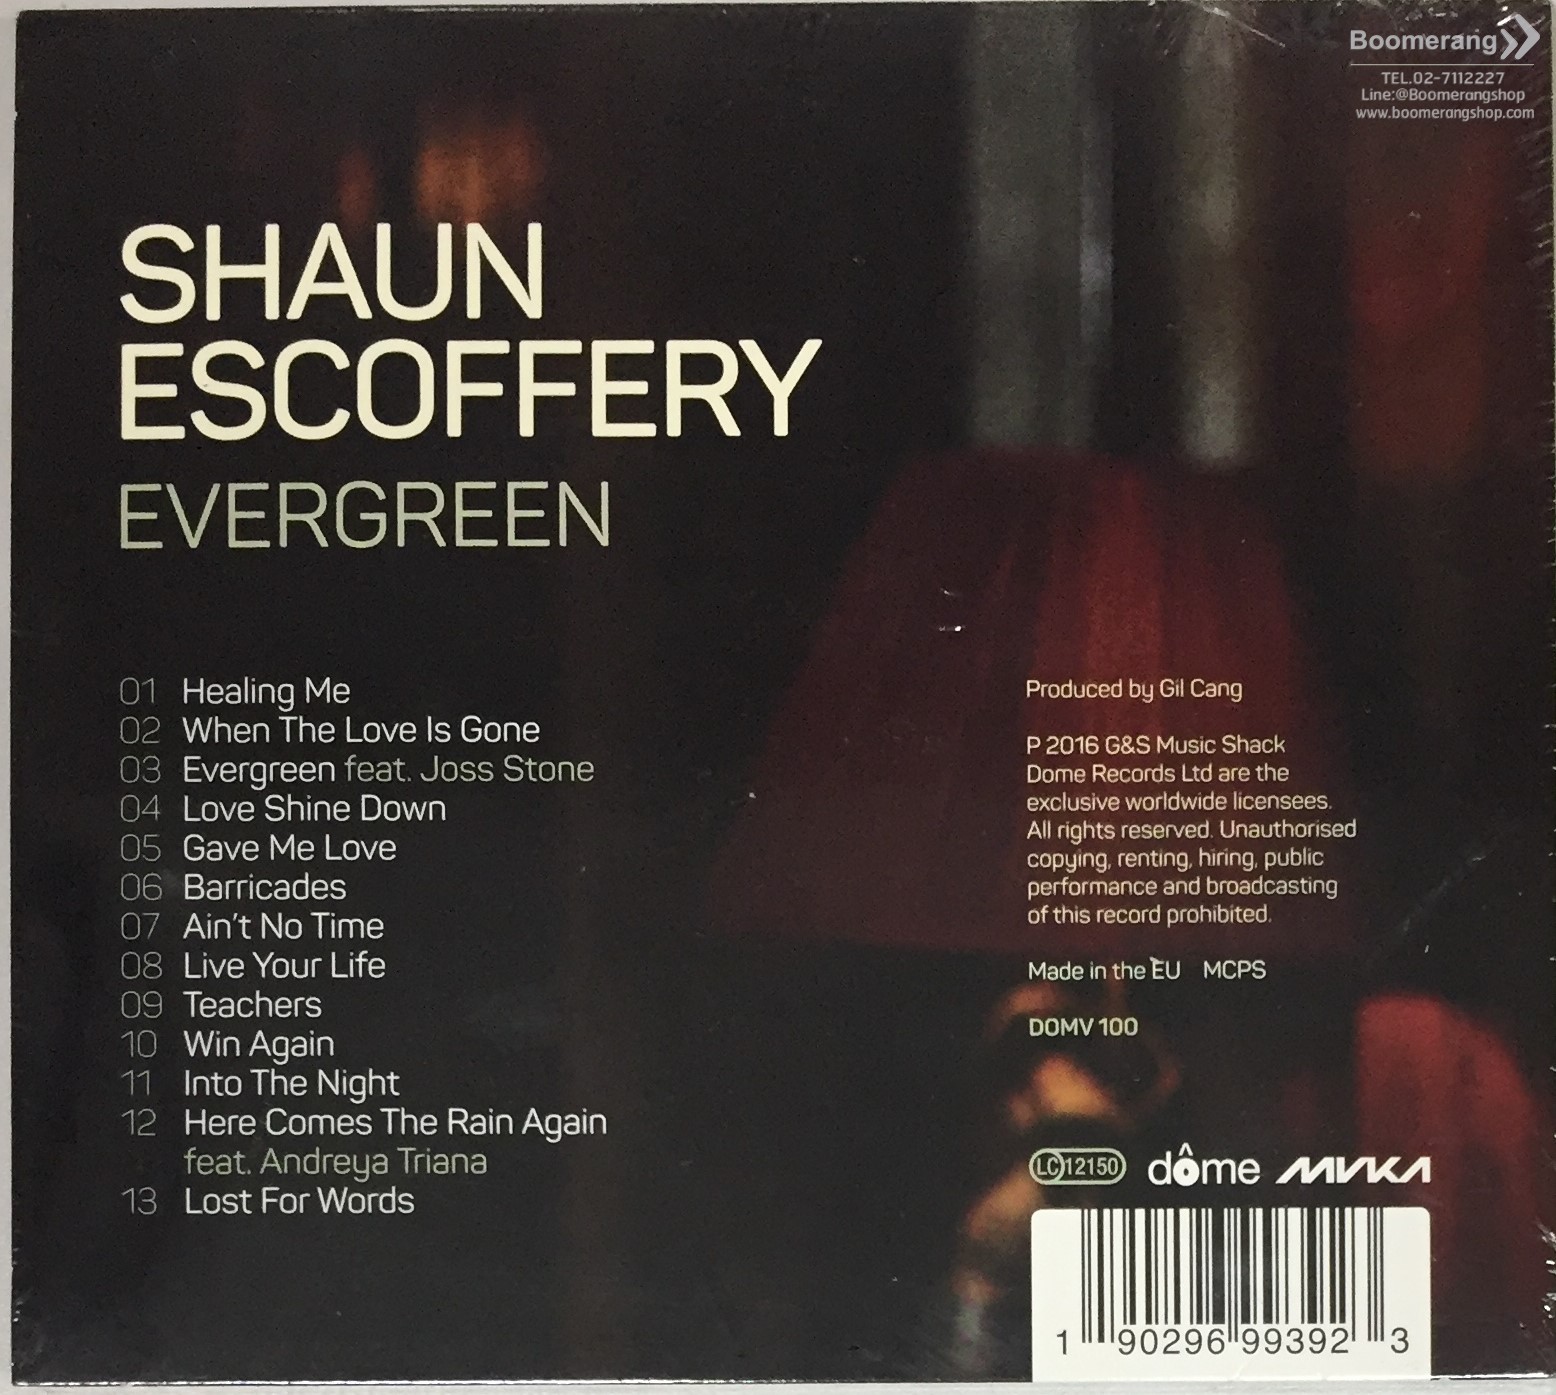 Boomerang
TEL.02-7112227
Line:@Boomerangshop
www.boomerangshop.com
SHAUN
ESCOFFERY
EVERGREEN
01 Healing Me
02 When The Love Is Gone
03 Evergreen feat. Joss Stone
04 Love Shine Down
05 Gave Me Love
06 Barricades
07 Ain't No Time
08 Live Your Life
09 Teachers
10 Win Again
11 Into The Night
12 Here Comes The Rain Again
feat. Andreya Triana
13 Lost For Words
Produced by Gil Cang
P 2016 G&S Music Shack
Dome Records Ltd are the
exclusive worldwide licensees.
All rights reserved. Unauthorised
copying, renting, hiring, public
performance and broadcasting
of this record prohibited.
Made in the EU MCPS
DOMV 100
LC 12150 dôme MVKA
1 90296 99392 3